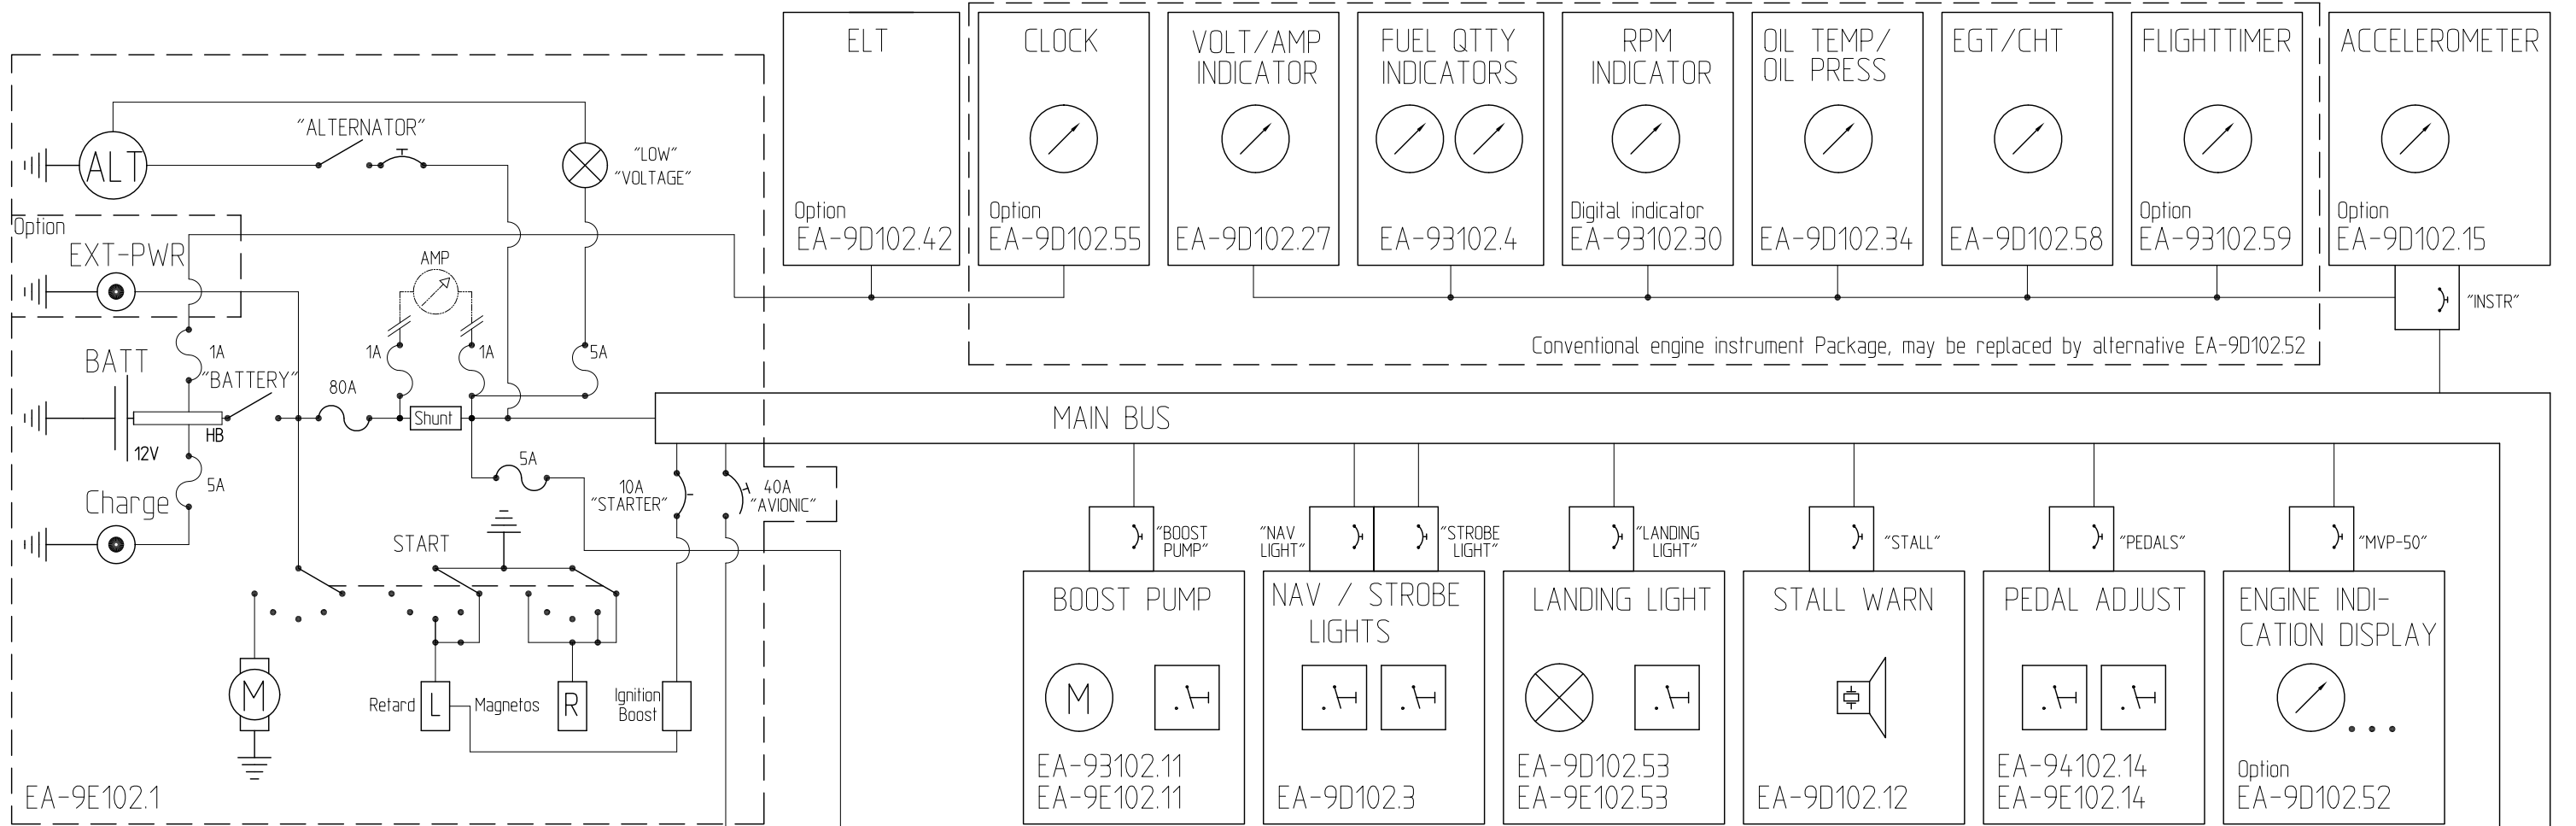 ELT
Option
EA-9D102.42
CLOCK
Option
EA-9D102.55
VOLT/AMP
INDICATOR
EA-9D102.27
FUEL QTTY
INDICATORS
EA-93102.4
RPM
INDICATOR
Digital indicator
EA-93102.30
OIL TEMP/
OIL PRESS
EA-9D102.34
EGT/CHT
EA-9D102.58
FLIGHTTIMER
Option
EA-93102.59
ACCELEROMETER
Option
EA-9D102.15
"INSTR"
Conventional engine instrument Package, may be replaced by alternative EA-9D102.52
"ALTERNATOR"
ALT
"LOW"
"VOLTAGE"
Option
EXT-PWR
AMP
1A
1A
1A
5A
BATT
"BATTERY"
80A
Shunt
HB
12V
MAIN BUS
5A
5A
Charge
10A
"STARTER"
40A
"AVIONIC"
START
M
Retard
L
Magnetos
R
Ignition
Boost
EA-9E102.1
"BOOST
PUMP"
BOOST PUMP
M
EA-93102.11
EA-9E102.11
"NAV
LIGHT"
"STROBE
LIGHT"
NAV / STROBE
LIGHTS
EA-9D102.3
"LANDING
LIGHT"
LANDING LIGHT
EA-9D102.53
EA-9E102.53
"STALL"
STALL WARN
EA-9D102.12
"PEDALS"
PEDAL ADJUST
EA-94102.14
EA-9E102.14
"MVP-50"
ENGINE INDI-
CATION DISPLAY
Option
EA-9D102.52